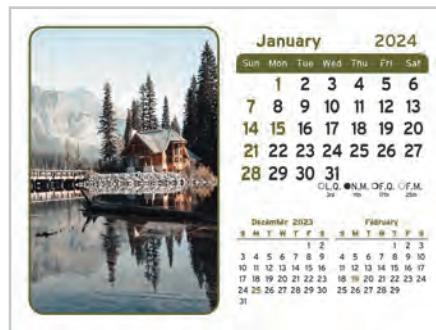 January 2024
Sun Mon Tue Wed Thu Fri Sat
1 2 3 4 5 6
7 8 9 10 11 12 13
14 15 16 17 18 19 20
21 22 23 24 25 26 27
28 29 30 31
L.Q. N.M. F.Q. F.M.
3rd 11th 17th 25th
December 2023
S M T W T F S
1 2
3 4 5 6 7 8 9
10 11 12 13 14 15 16
17 18 19 20 21 22 23
24 25 26 27 28 29 30
31
February
S M T W T F S
1 2 3
4 5 6 7 8 9 10
11 12 13 14 15 16 17
18 19 20 21 22 23 24
25 26 27 28 29